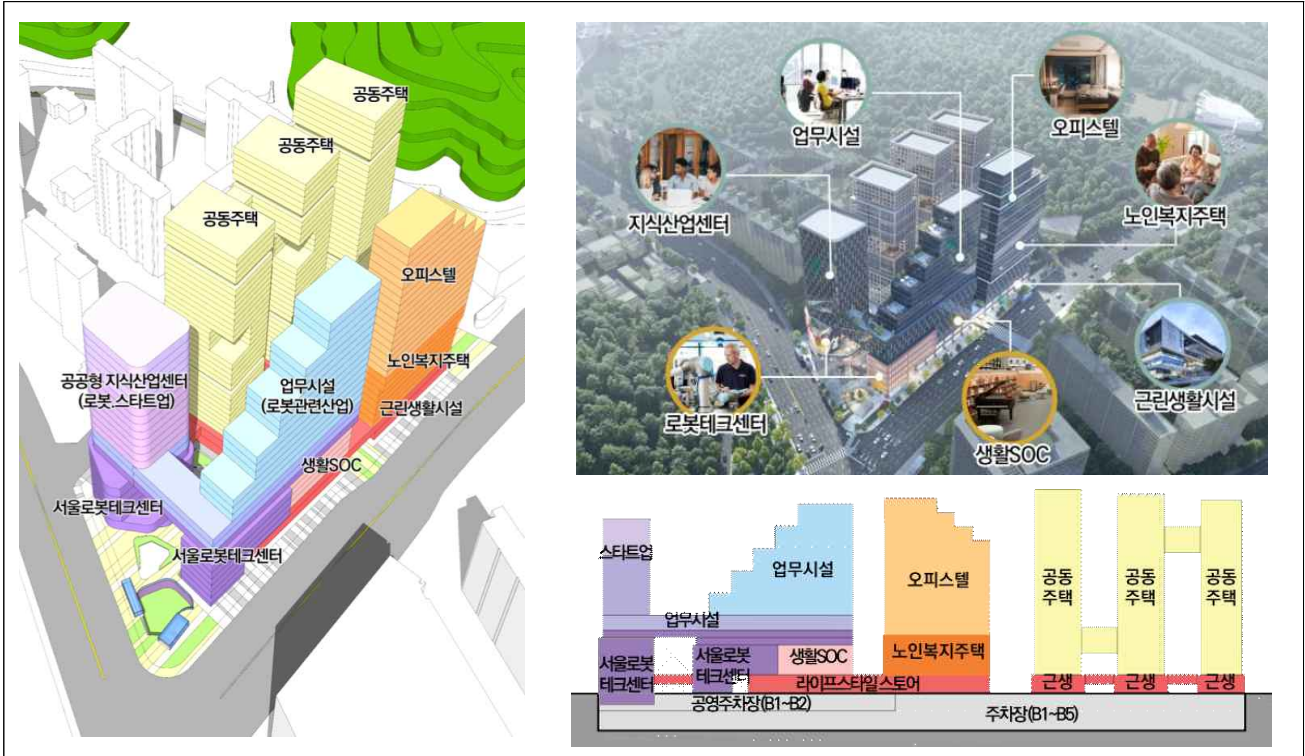 공동주택
공동주택
공동주택
오피스텔
노인복지주택
공공형 지식산업센터
(로봇.스타트업)
업무시설
(로봇관련산업)
근린생활시설
생활SOC
서울로봇테크센터
서울로봇테크센터
업무시설
오피스텔
지식산업센터
노인복지주택
로봇테크센터
생활SOC
근린생활시설
스타트업
업무시설
오피스텔
공동
주택
공동
주택
공동
주택
업무시설
서울로봇
테크센터
서울로봇
테크센터
생활SOC
노인복지주택
라이프스타일스토어
근생
근생
근생
공영주차장(B1~B2)
주차장(B1~B5)